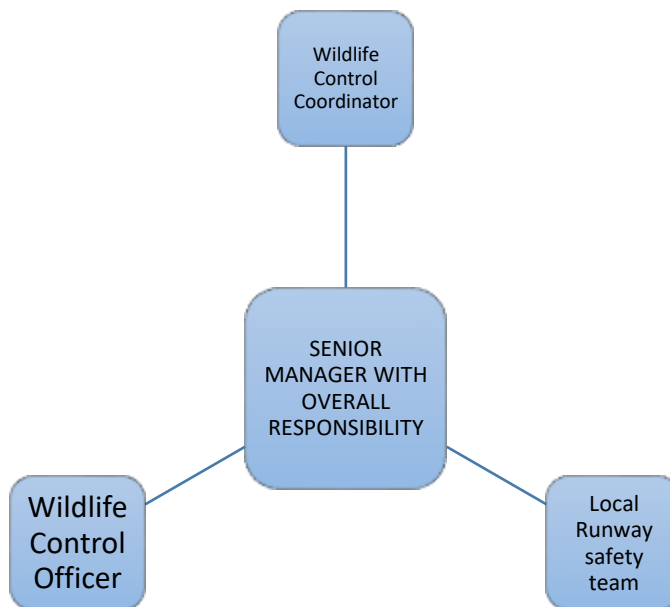 Wildlife
Control
Coordinator
SENIOR
MANAGER WITH
OVERALL
RESPONSIBILITY
Wildlife
Control
Officer
Local
Runway
safety
team